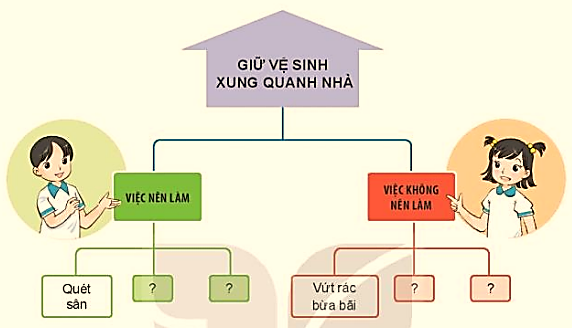 GIỮ VỆ SINH
XUNG QUANH NHÀ
VIỆC NÊN LÀM
VIỆC KHÔNG
NÊN LÀM
Quét
sân
?
?
Vứt rác
bừa bãi
?
?